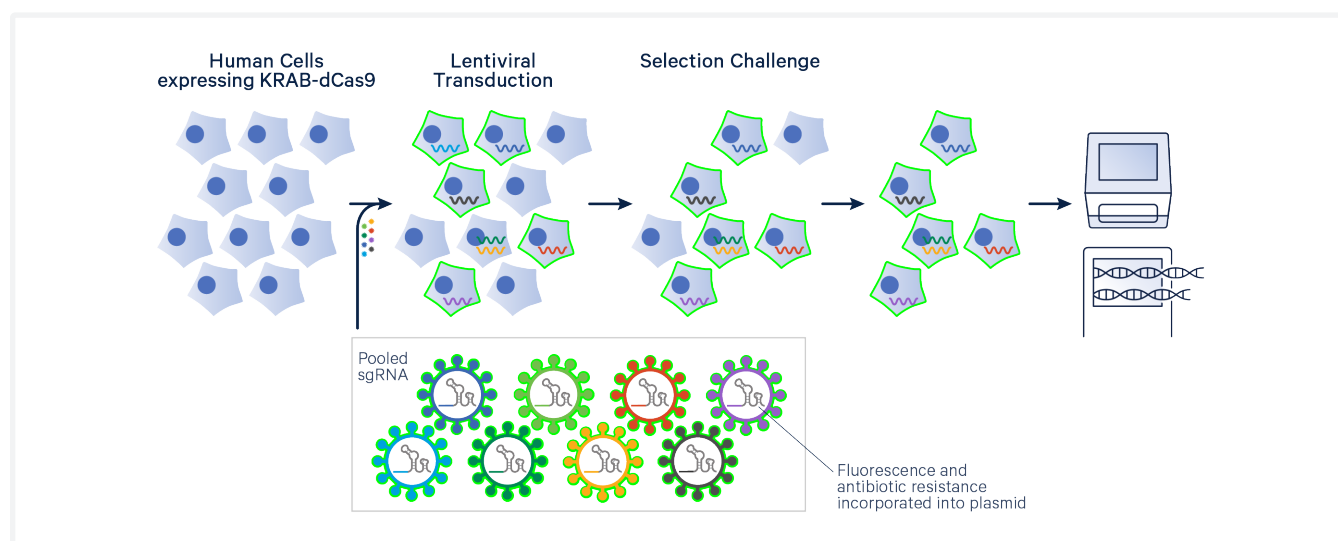 Human Cells
expressing KRAB-dCas9
Lentiviral
Transduction
Selection Challenge
Pooled
sgRNA
Fluorescence and
antibiotic resistance
incorporated into plasmid